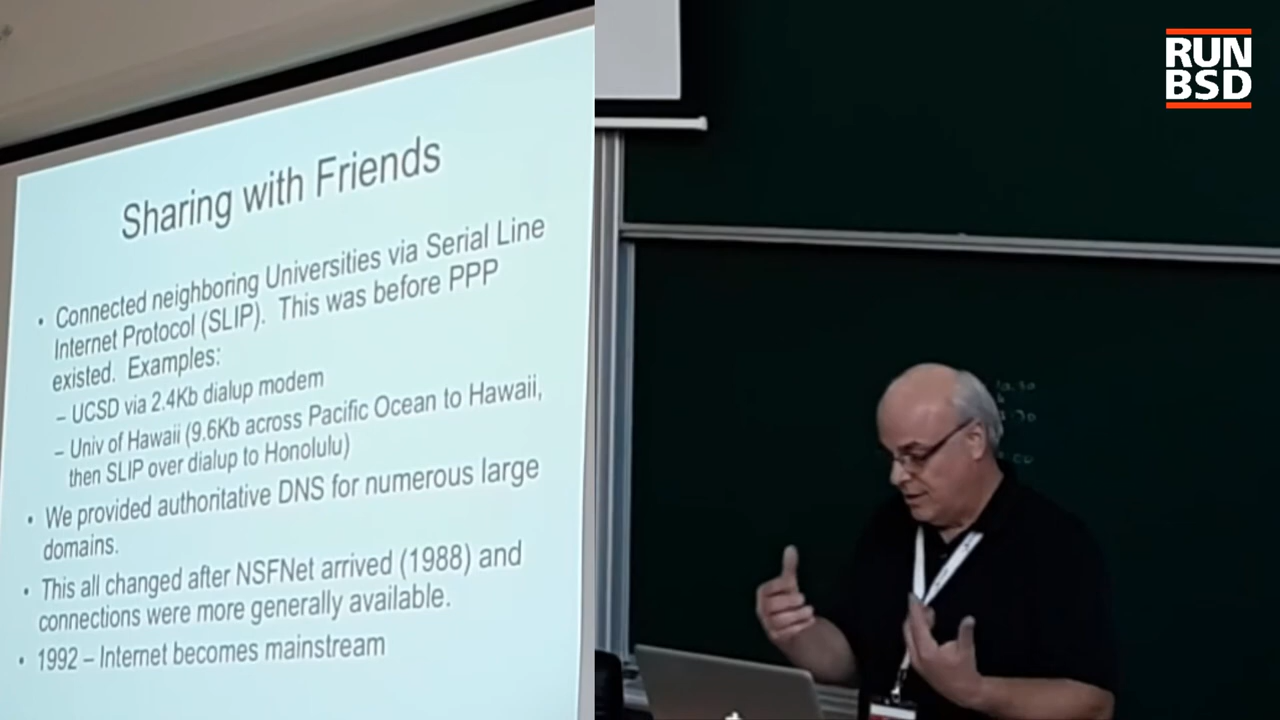 Sharing with Friends
• Connected neighboring Universities via Serial Line
Internet Protocol (SLIP). This was before PPP
existed. Examples:
– UCSD via 2.4Kb dialup modem
– Univ of Hawaii (9.6Kb across Pacific Ocean to Hawaii,
then SLIP over dialup to Honolulu)
• We provided authoritative DNS for numerous large
domains.
• This all changed after NSFNet arrived (1988) and
connections were more generally available.
• 1992 – Internet becomes mainstream
RUN
BSD